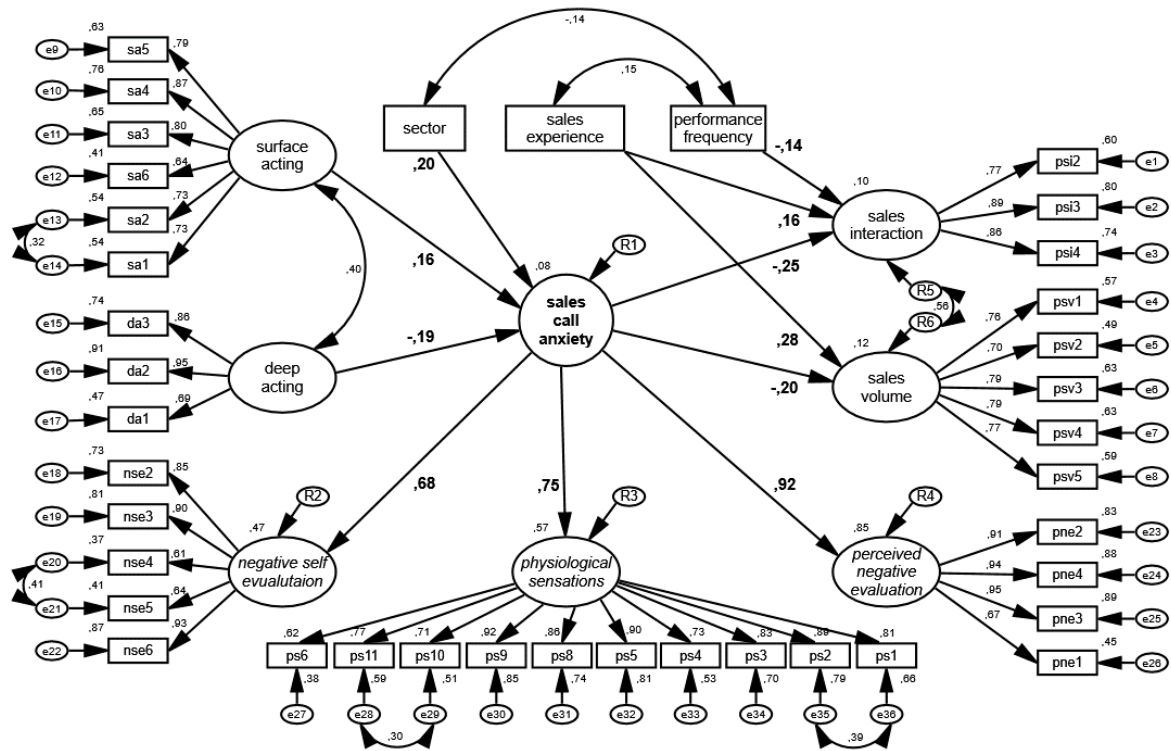 -,14
,15
sector
sales
experience
performance
frequency
,20
-,14
,63
e9
sa5
,79
,76
e10
sa4
,87
,65
e11
sa3
,80
,41
e12
sa6
,64
,54
e13
sa2
,73
,32
,54
e14
sa1
,73
surface
acting
,40
,16
,74
e15
da3
,86
,91
e16
da2
,95
,47
e17
da1
,69
deep
acting
-,19
R1
,08
sales
call
anxiety
,10
sales
interaction
,16
-,25
,77
psi2
,60
e1
,89
psi3
,80
e2
,86
psi4
,74
e3
R5
,56
R6
,28
-,20
,12
sales
volume
,76
psv1
,57
e4
,70
psv2
,49
e5
,79
psv3
,63
e6
,79
psv4
,63
e7
,77
psv5
,59
e8
,68
,75
,92
,73
e18
nse2
,85
,81
e19
nse3
,90
,37
e20
nse4
,61
,41
,41
e21
nse5
,64
,87
e22
nse6
,93
R2
,47
negative self
evualutaion
R3
,57
physiological
sensations
R4
,85
perceived
negative
evaluation
,91
pne2
,83
e23
,94
pne4
,88
e24
,95
pne3
,89
e25
,67
pne1
,45
e26
,62
,77
,71
,92
,86
,90
,73
,83
,89
,81
ps6
ps11
ps10
ps9
ps8
ps5
ps4
ps3
ps2
ps1
,38
,59
,51
,85
,74
,81
,53
,70
,79
,66
e27
e28
e29
e30
e31
e32
e33
e34
e35
e36
,30
,39